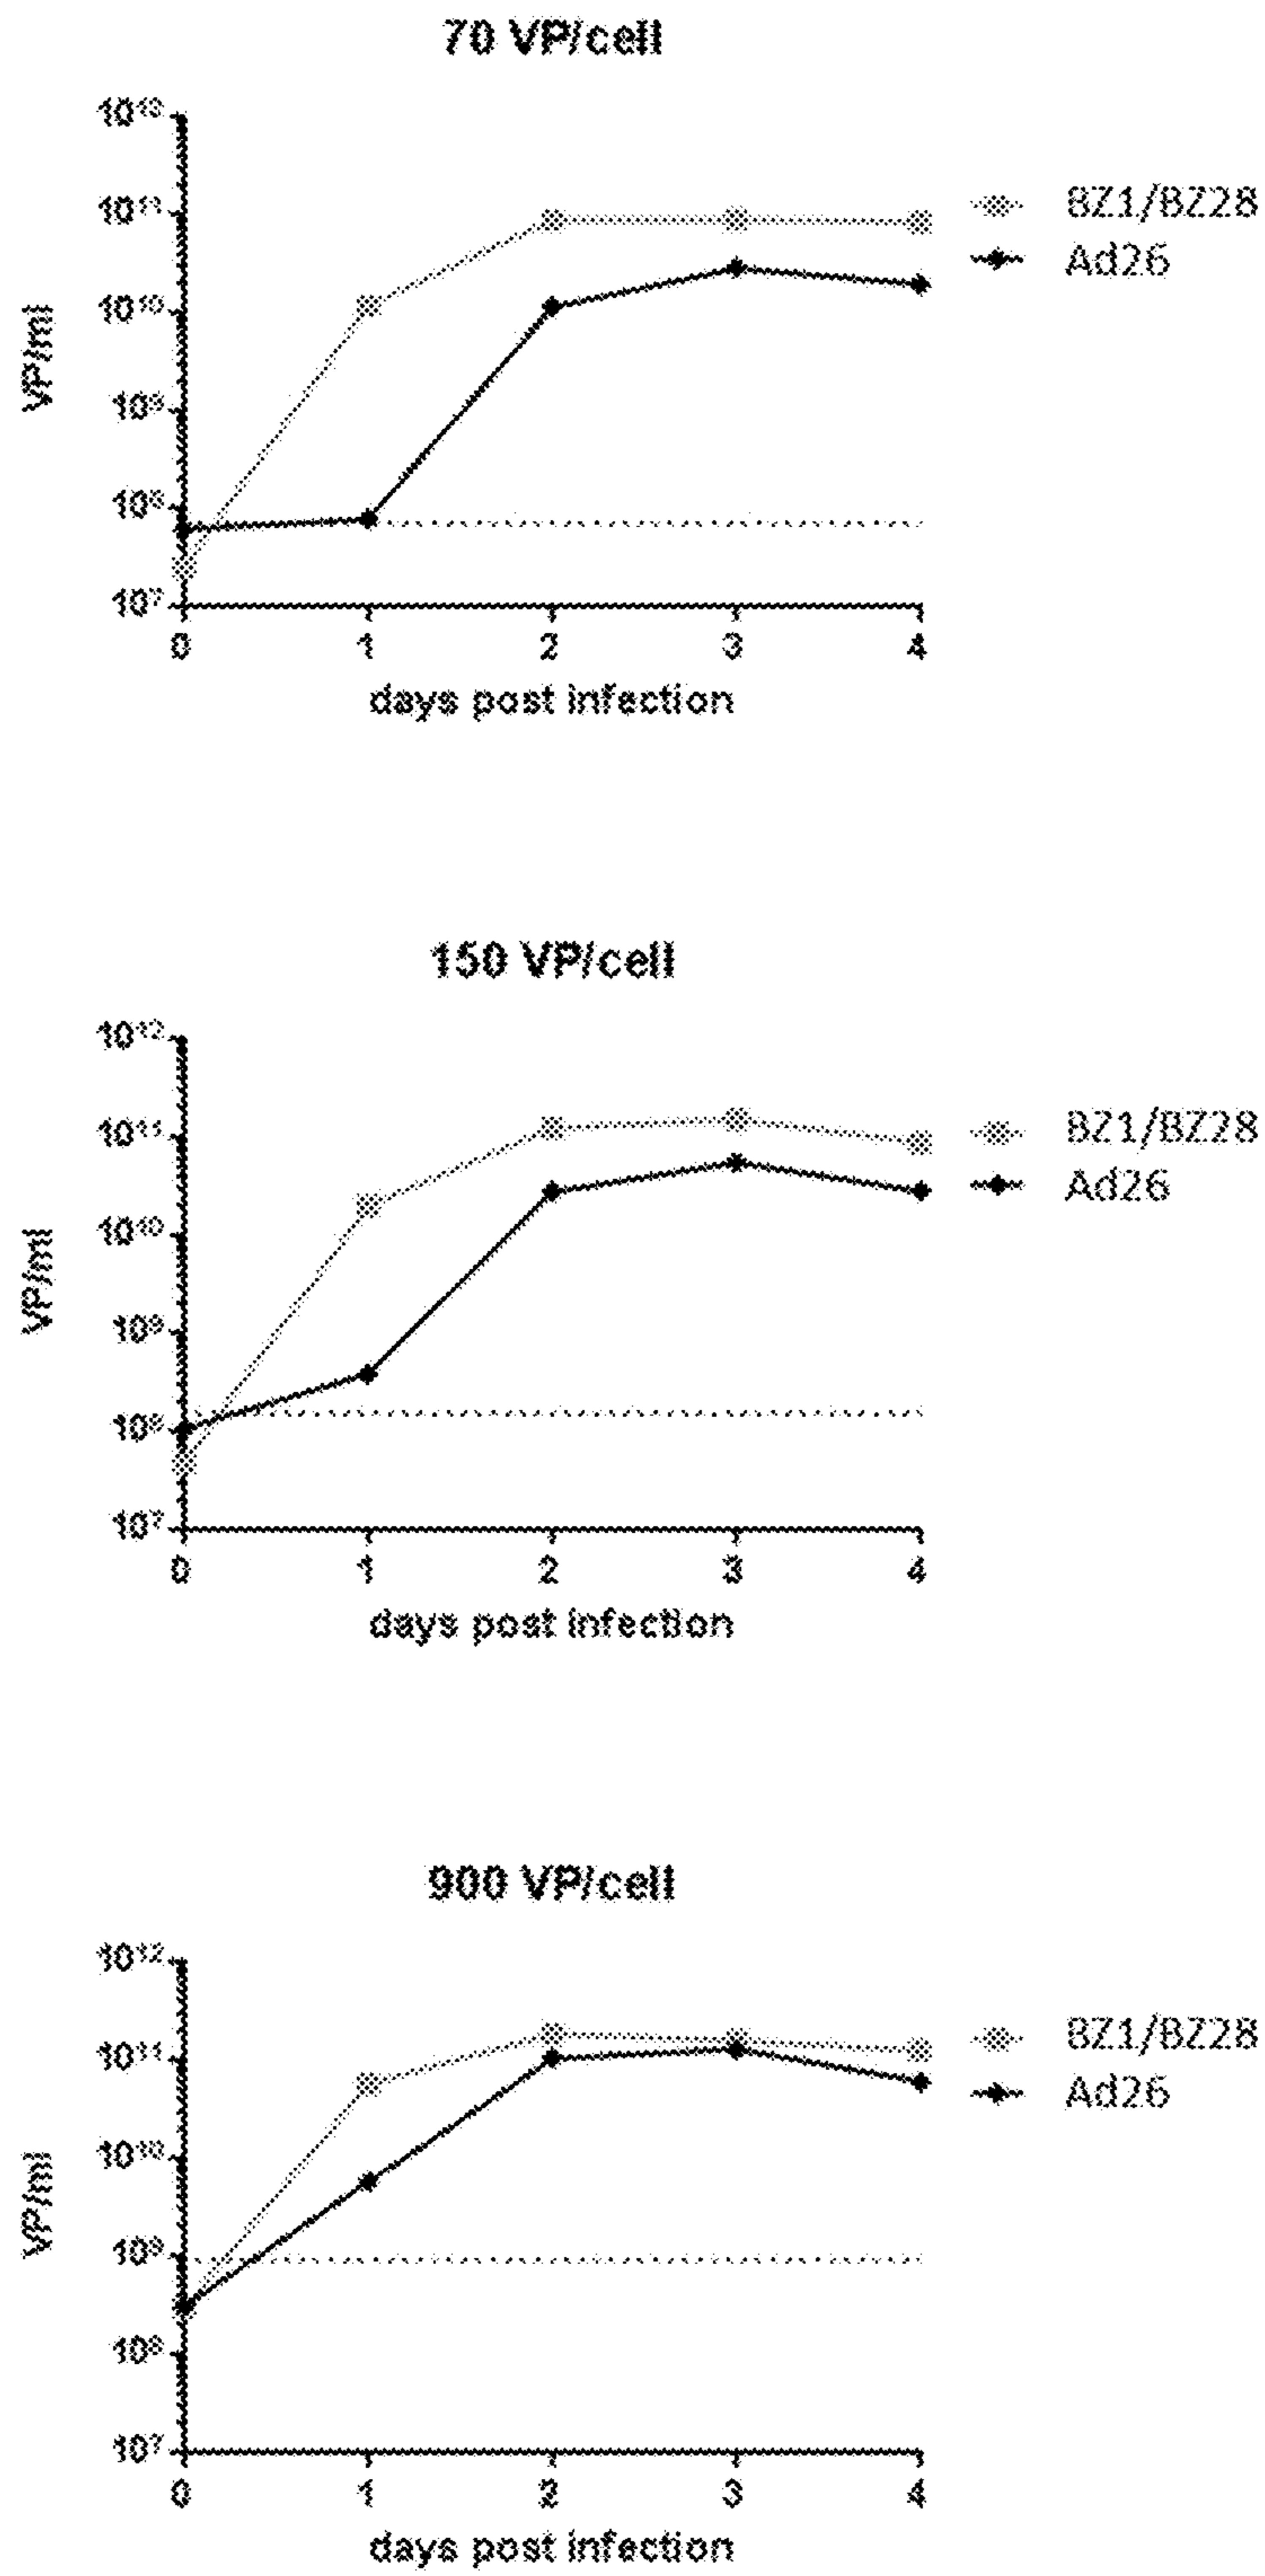 70 VP/cell
10¹³
10¹¹
10¹⁰
10⁹
10⁸
10⁷
VP/ml
0 1 2 3 4
days post infection
BZ1/BZ28
Ad26
150 VP/cell
10¹²
10¹¹
10¹⁰
10⁹
10⁸
10⁷
VP/ml
0 1 2 3 4
days post infection
BZ1/BZ28
Ad26
900 VP/cell
10¹²
10¹¹
10¹⁰
10⁹
10⁸
10⁷
VP/ml
0 1 2 3 4
days post infection
BZ1/BZ28
Ad26